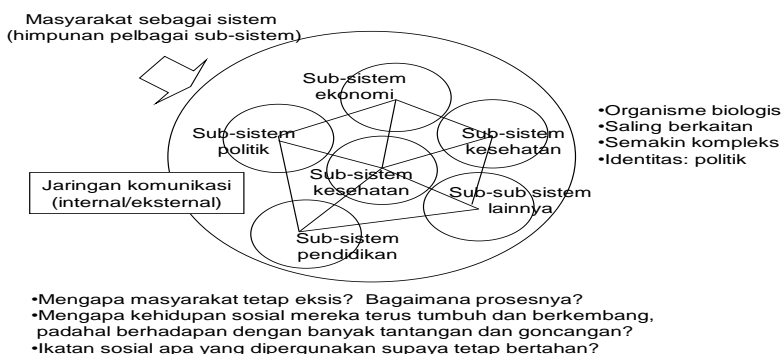 Masyarakat sebagai sistem
(himpunan pelbagai sub-sistem)
Sub-sistem
ekonomi
Sub-sistem
politik
Sub-sistem
kesehatan
Sub-sistem
kesehatan
Sub-sub sistem
lainnya
Sub-sistem
pendidikan
Jaringan komunikasi
(internal/eksternal)
•Organisme biologis
•Saling berkaitan
•Semakin kompleks
•Identitas: politik
•Mengapa masyarakat tetap eksis? Bagaimana prosesnya?
•Mengapa kehidupan sosial mereka terus tumbuh dan berkembang,
padahal berhadapan dengan banyak tantangan dan goncangan?
•Ikatan sosial apa yang dipergunakan supaya tetap bertahan?